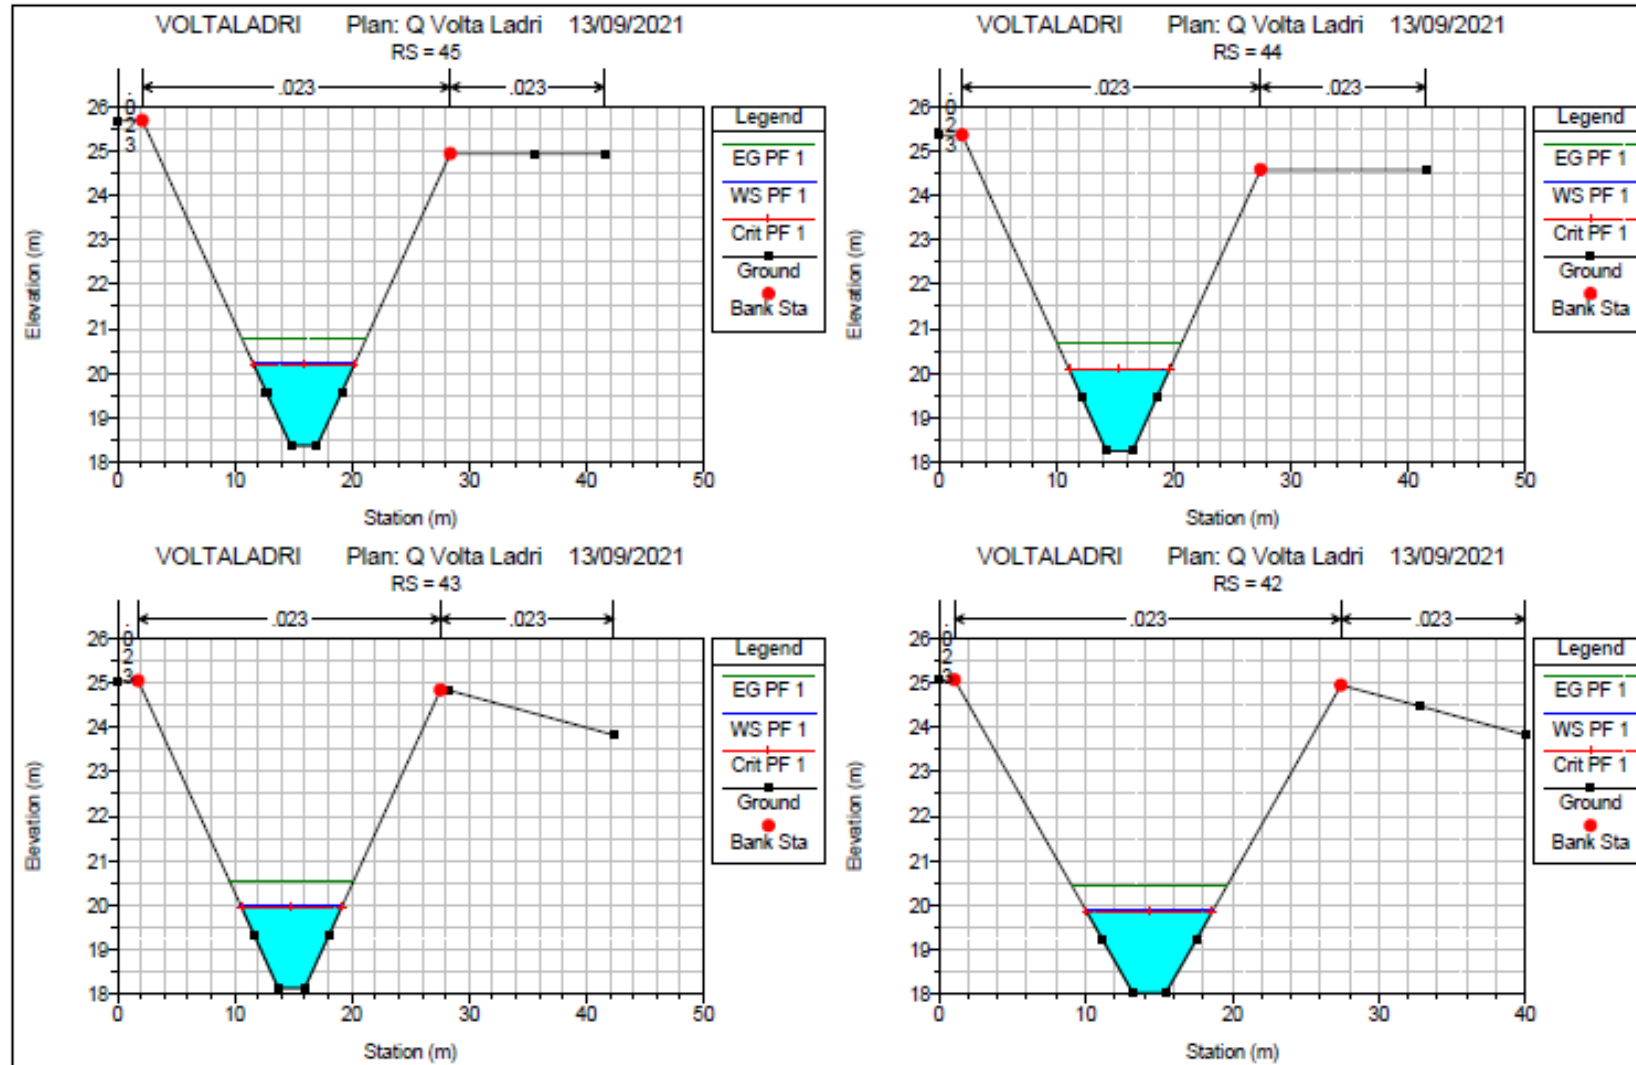 VOLTALADRI Plan: Q Volta Ladri 13/09/2021
RS = 45
.023 .023
.023
Elevation (m)
26
25
24
23
22
21
20
19
18
0 10 20 30 40 50
Station (m)
Legend
EG PF 1
WS PF 1
Crit PF 1
Ground
Bank Sta
VOLTALADRI Plan: Q Volta Ladri 13/09/2021
RS = 44
.023 .023
.023
Elevation (m)
26
25
24
23
22
21
20
19
18
0 10 20 30 40 50
Station (m)
Legend
EG PF 1
WS PF 1
Crit PF 1
Ground
Bank Sta
VOLTALADRI Plan: Q Volta Ladri 13/09/2021
RS = 43
.023 .023
.023
Elevation (m)
26
25
24
23
22
21
20
19
18
0 10 20 30 40 50
Station (m)
Legend
EG PF 1
WS PF 1
Crit PF 1
Ground
Bank Sta
VOLTALADRI Plan: Q Volta Ladri 13/09/2021
RS = 42
.023 .023
.023
Elevation (m)
26
25
24
23
22
21
20
19
18
0 10 20 30 40
Station (m)
Legend
EG PF 1
WS PF 1
Crit PF 1
Ground
Bank Sta